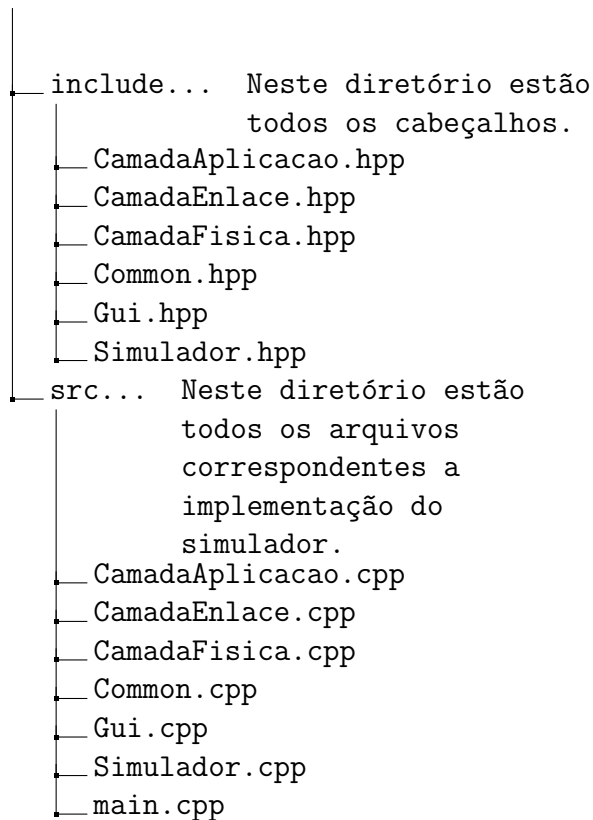 include... Neste diretório estão
todos os cabeçalhos.
CamadaAplicacao.hpp
CamadaEnlace.hpp
CamadaFisica.hpp
Common.hpp
Gui.hpp
Simulador.hpp
src... Neste diretório estão
todos os arquivos
correspondentes a
implementação do
simulador.
CamadaAplicacao.cpp
CamadaEnlace.cpp
CamadaFisica.cpp
Common.cpp
Gui.cpp
Simulador.cpp
main.cpp